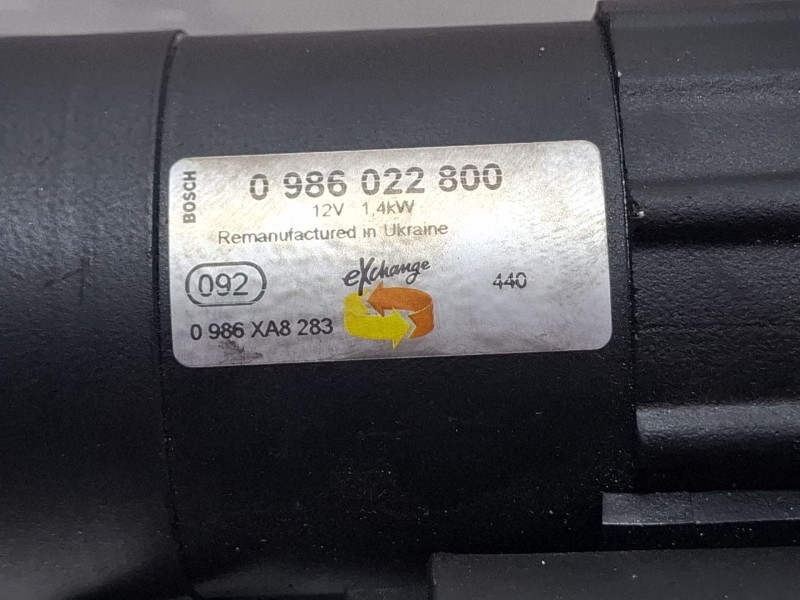 BOSCH
0 986 022 800
12V 1,4kW
Remanufactured in Ukraine
eXchange
092
440
0 986 XA8 283